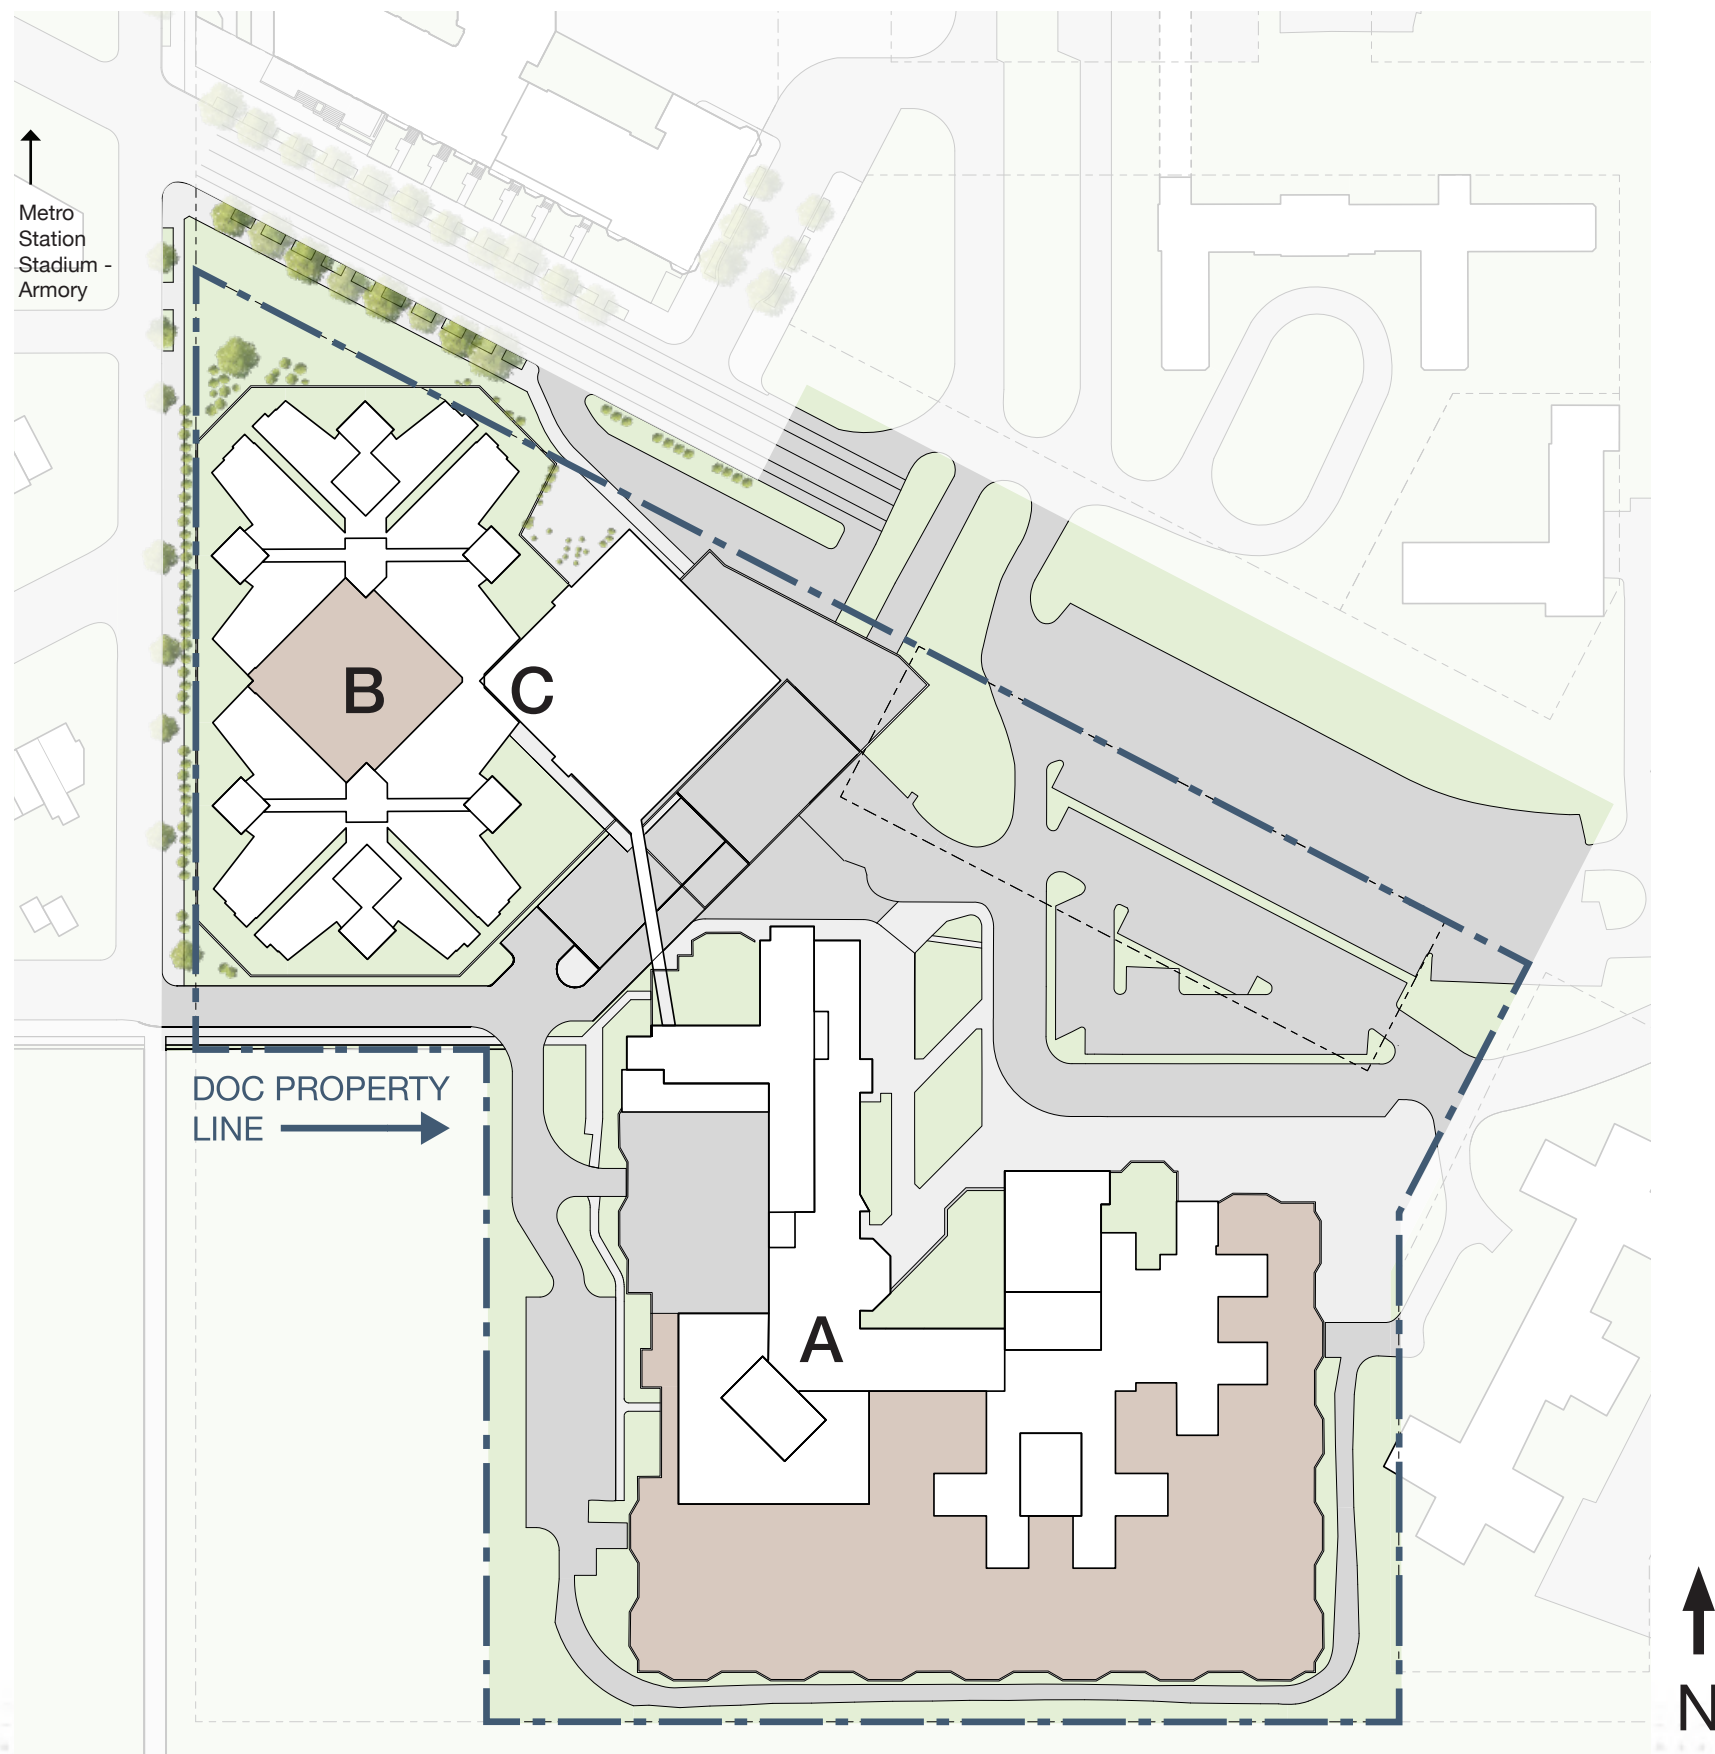 Metro
Station
Stadium -
Armory
B
C
DOC PROPERTY
LINE
A
N